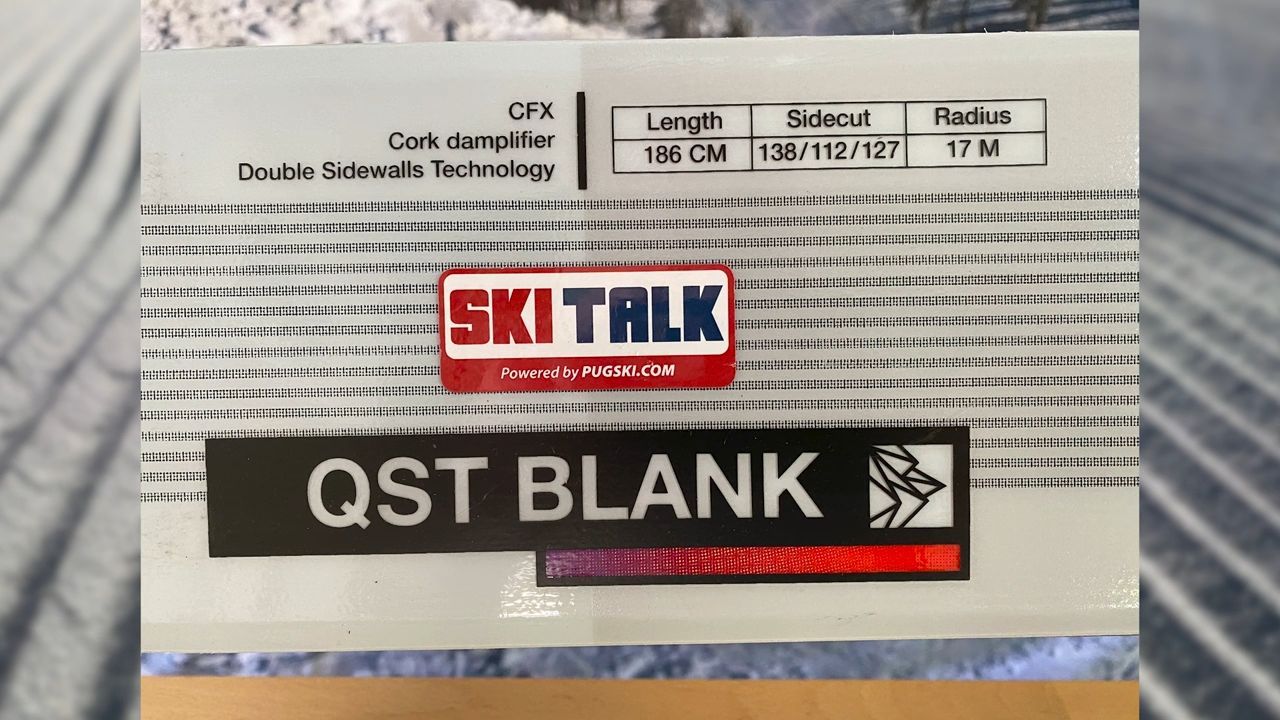 CFX
Cork damplifier
Double Sidewalls Technology
Length Sidecut Radius
186 CM 138/112/127 17 M
SKI TALK
Powered by PUGSKI.COM
QST BLANK